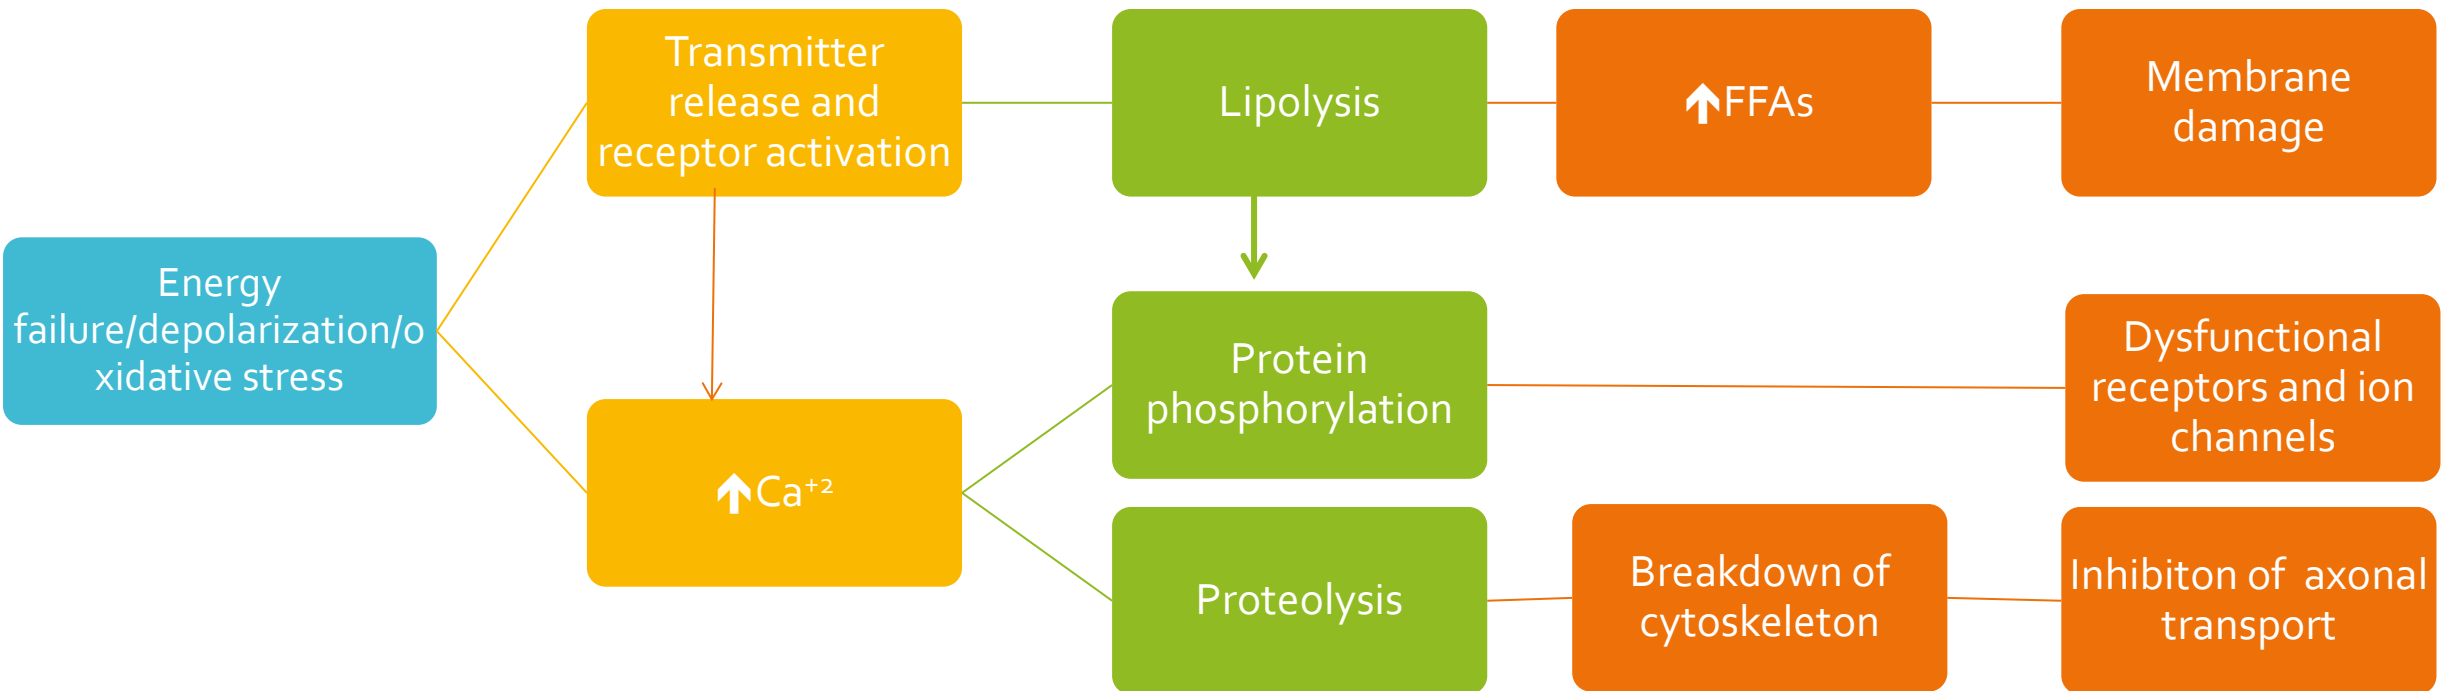 Energy
failure/depolarization/o
xidative stress
Transmitter
release and
receptor activation
⬆Ca⁺²
Lipolysis
Protein
phosphorylation
Proteolysis
⬆FFAs
Membrane
damage
Dysfunctional
receptors and ion
channels
Breakdown of
cytoskeleton
Inhibiton of axonal
transport